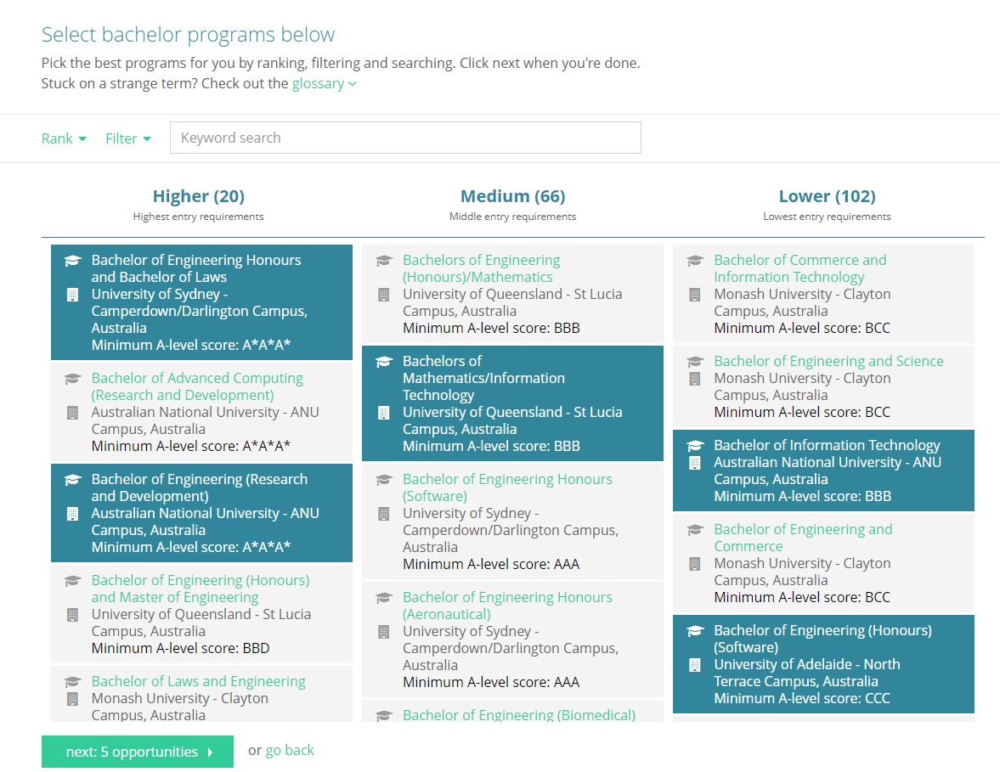 Select bachelor programs below
Pick the best programs for you by ranking, filtering and searching. Click next when you're done.
Stuck on a strange term? Check out the glossary
Rank
Filter
Keyword search
Higher (20)
Highest entry requirements
Bachelor of Engineering Honours
and Bachelor of Laws
University of Sydney -
Camperdown/Darlington Campus,
Australia
Minimum A-level score: A*A*A*
Bachelor of Advanced Computing
(Research and Development)
Australian National University - ANU
Campus, Australia
Minimum A-level score: A*A*A*
Bachelor of Engineering (Research
and Development)
Australian National University - ANU
Campus, Australia
Minimum A-level score: A*A*A*
Bachelor of Engineering (Honours)
and Master of Engineering
University of Queensland - St Lucia
Campus, Australia
Minimum A-level score: BBD
Bachelor of Laws and Engineering
Monash University - Clayton
Campus, Australia
Medium (66)
Middle entry requirements
Bachelors of Engineering
(Honours)/Mathematics
University of Queensland - St Lucia
Campus, Australia
Minimum A-level score: BBB
Bachelors of
Mathematics/Information
Technology
University of Queensland - St Lucia
Campus, Australia
Minimum A-level score: BBB
Bachelor of Engineering Honours
(Software)
University of Sydney -
Camperdown/Darlington Campus,
Australia
Minimum A-level score: AAA
Bachelor of Engineering Honours
(Aeronautical)
University of Sydney -
Camperdown/Darlington Campus,
Australia
Minimum A-level score: AAA
Bachelor of Engineering (Biomedical)
Lower (102)
Lowest entry requirements
Bachelor of Commerce and
Information Technology
Monash University - Clayton
Campus, Australia
Minimum A-level score: BCC
Bachelor of Engineering and Science
Monash University - Clayton
Campus, Australia
Minimum A-level score: BCC
Bachelor of Information Technology
Australian National University - ANU
Campus, Australia
Minimum A-level score: BBB
Bachelor of Engineering and
Commerce
Monash University - Clayton
Campus, Australia
Minimum A-level score: BCC
Bachelor of Engineering (Honours)
(Software)
University of Adelaide - North
Terrace Campus, Australia
Minimum A-level score: CCC
next: 5 opportunities
or go back